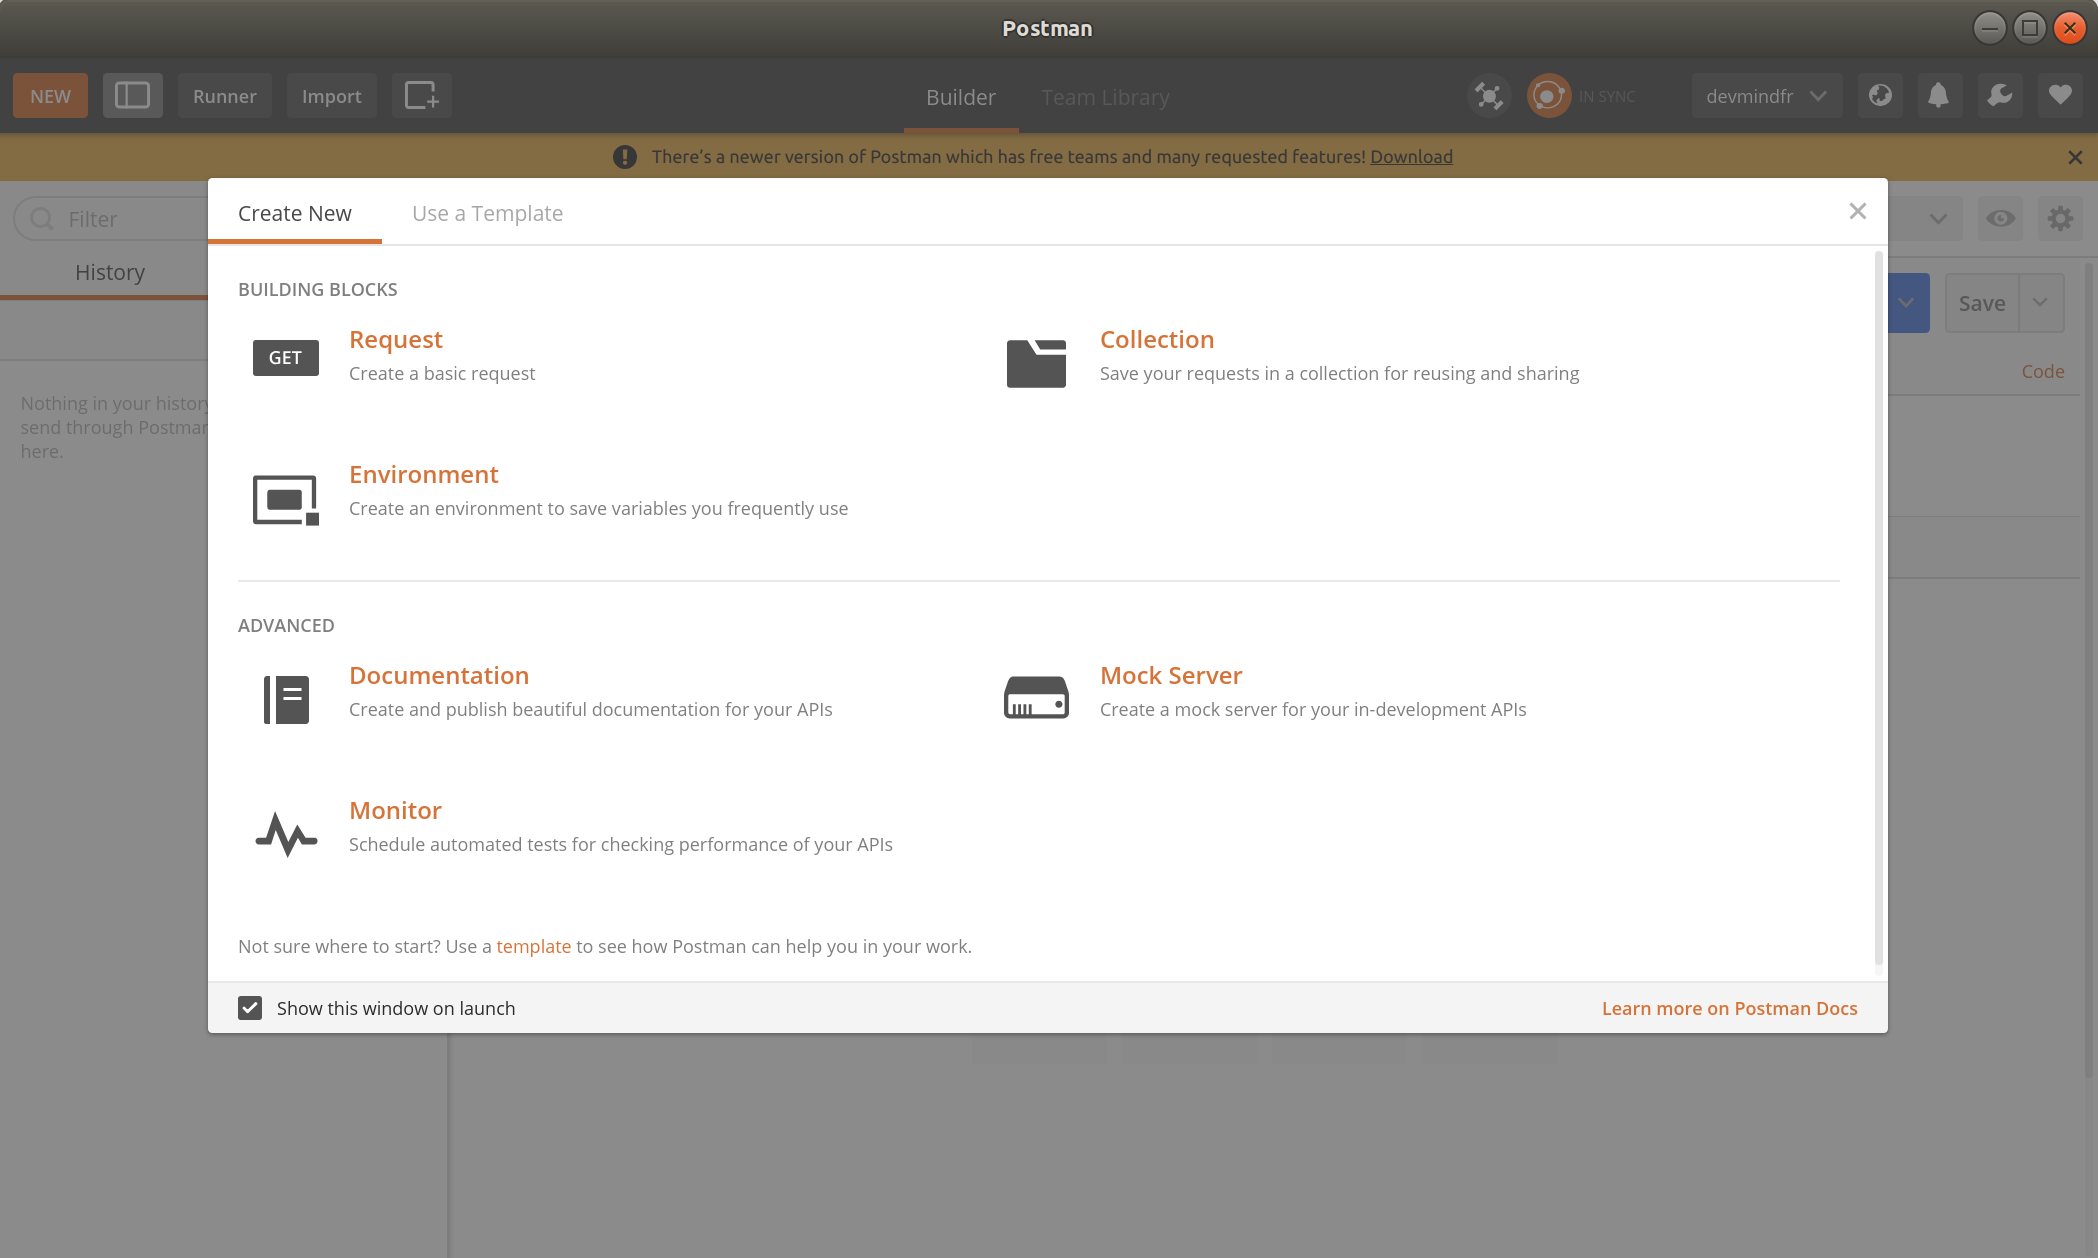 Postman
NEW
Runner
Import
Builder
Team Library
IN SYNC
devmindfr
There's a newer version of Postman which has free teams and many requested features! Download
Filter
History
Save
Code
Nothing in your history
send through Postman
here.
Create New
Use a Template
BUILDING BLOCKS
GET
Request
Create a basic request
Collection
Save your requests in a collection for reusing and sharing
Environment
Create an environment to save variables you frequently use
ADVANCED
Documentation
Create and publish beautiful documentation for your APIs
Mock Server
Create a mock server for your in-development APIs
Monitor
Schedule automated tests for checking performance of your APIs
Not sure where to start? Use a template to see how Postman can help you in your work.
Show this window on launch
Learn more on Postman Docs